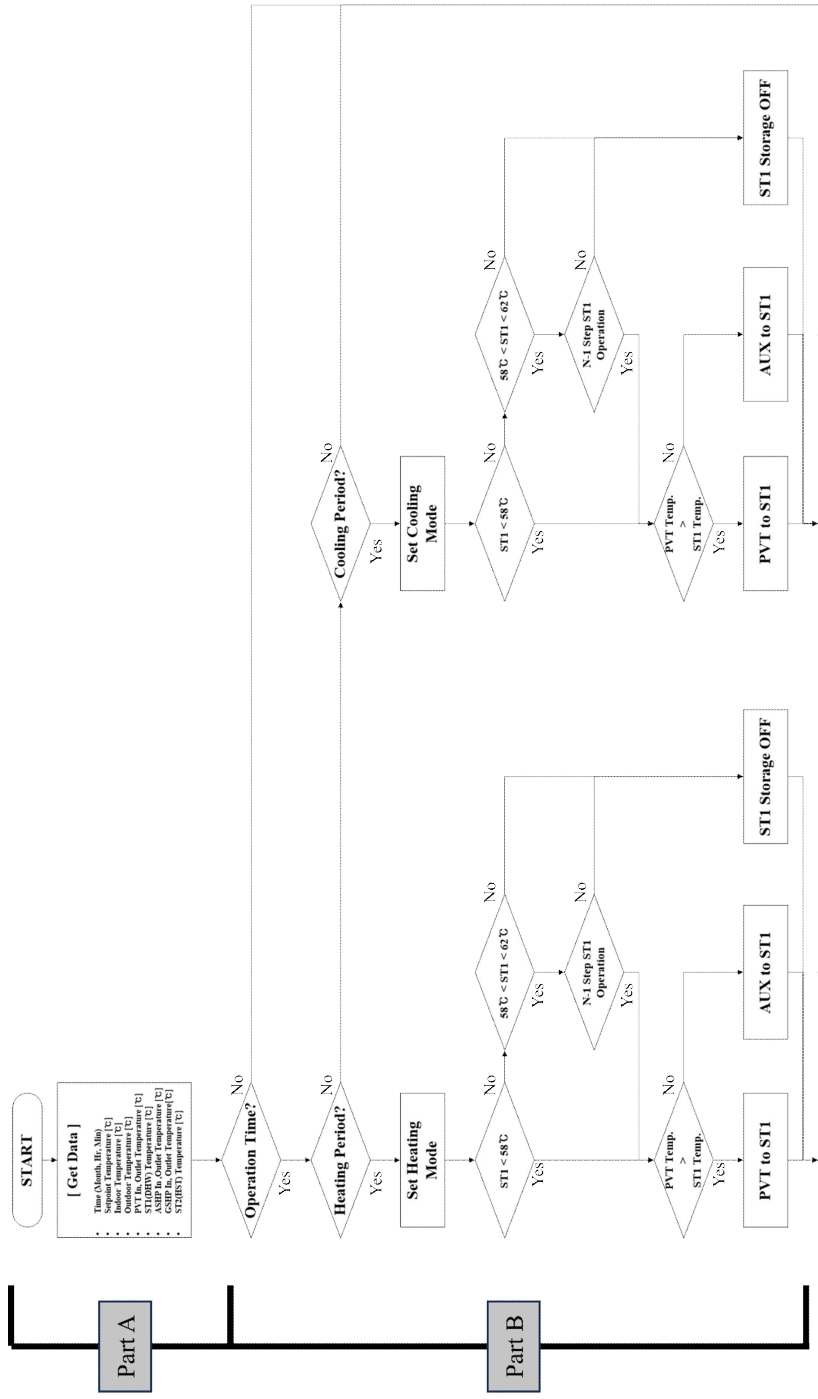 Part A
START
[ Get Data ]
• Time (Month, Hr, Min)
• Setpoint Temperature [℃]
• Indoor Temperature [℃]
• Outdoor Temperature [℃]
• PVT In, Outlet Temperature [℃]
• ST1(DHW) Temperature [℃]
• ASHP In ,Outlet Temperature [℃]
• GSHP In, Outlet Temperature[℃]
• ST2(HST) Temperature [℃]
Part B
Operation Time?
No
Yes
Heating Period?
No
Yes
Set Heating
Mode
ST1 < 58℃
No
Yes
58℃ < ST1 < 62℃
No
Yes
N-1 Step ST1
Operation
No
Yes
PVT Temp.
>
ST1 Temp.
No
Yes
PVT to ST1
AUX to ST1
ST1 Storage OFF
Cooling Period?
No
Yes
Set Cooling
Mode
ST1 < 58℃
No
Yes
58℃ < ST1 < 62℃
No
Yes
N-1 Step ST1
Operation
No
Yes
PVT Temp.
>
ST1 Temp.
No
Yes
PVT to ST1
AUX to ST1
ST1 Storage OFF